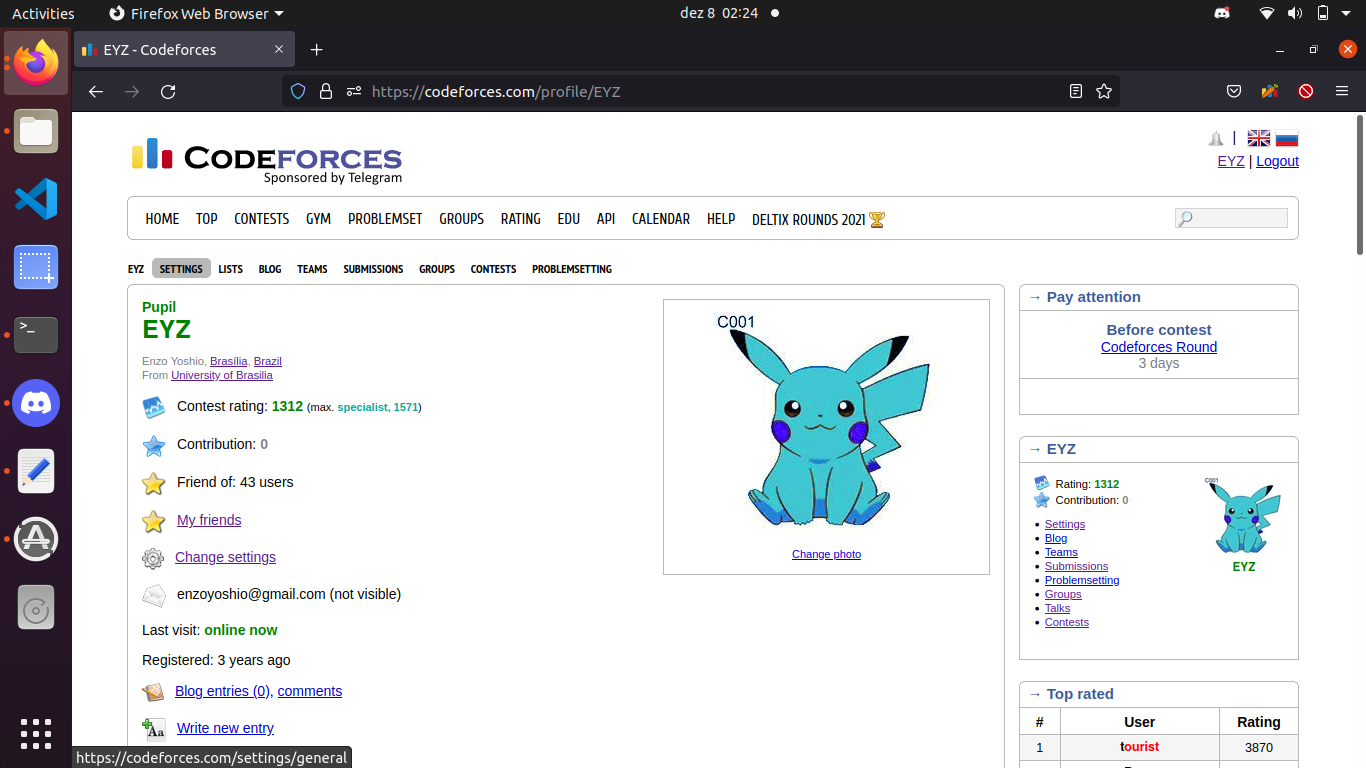 Activities Firefox Web Browser dez 8 02:24
EYZ - Codeforces
https://codeforces.com/profile/EYZ
CODEFORCES
Sponsored by Telegram
EYZ | Logout
HOME TOP CONTESTS GYM PROBLEMSET GROUPS RATING EDU API CALENDAR HELP DELTIX ROUNDS 2021
EYZ SETTINGS LISTS BLOG TEAMS SUBMISSIONS GROUPS CONTESTS PROBLEMSETTING
Pupil
EYZ
Enzo Yoshio, Brasília, Brazil
From University of Brasilia
Contest rating: 1312 (max. specialist, 1571)
Contribution: 0
Friend of: 43 users
My friends
Change settings
enzoyoshio@gmail.com (not visible)
Last visit: online now
Registered: 3 years ago
Blog entries (0), comments
Write new entry
C001
Change photo
→ Pay attention
Before contest
Codeforces Round
3 days
→ EYZ
Rating: 1312
Contribution: 0
Settings
Blog
Teams
Submissions
Problemsetting
Groups
Talks
Contests
C001
EYZ
→ Top rated
# User Rating
1 tourist 3870
https://codeforces.com/settings/general